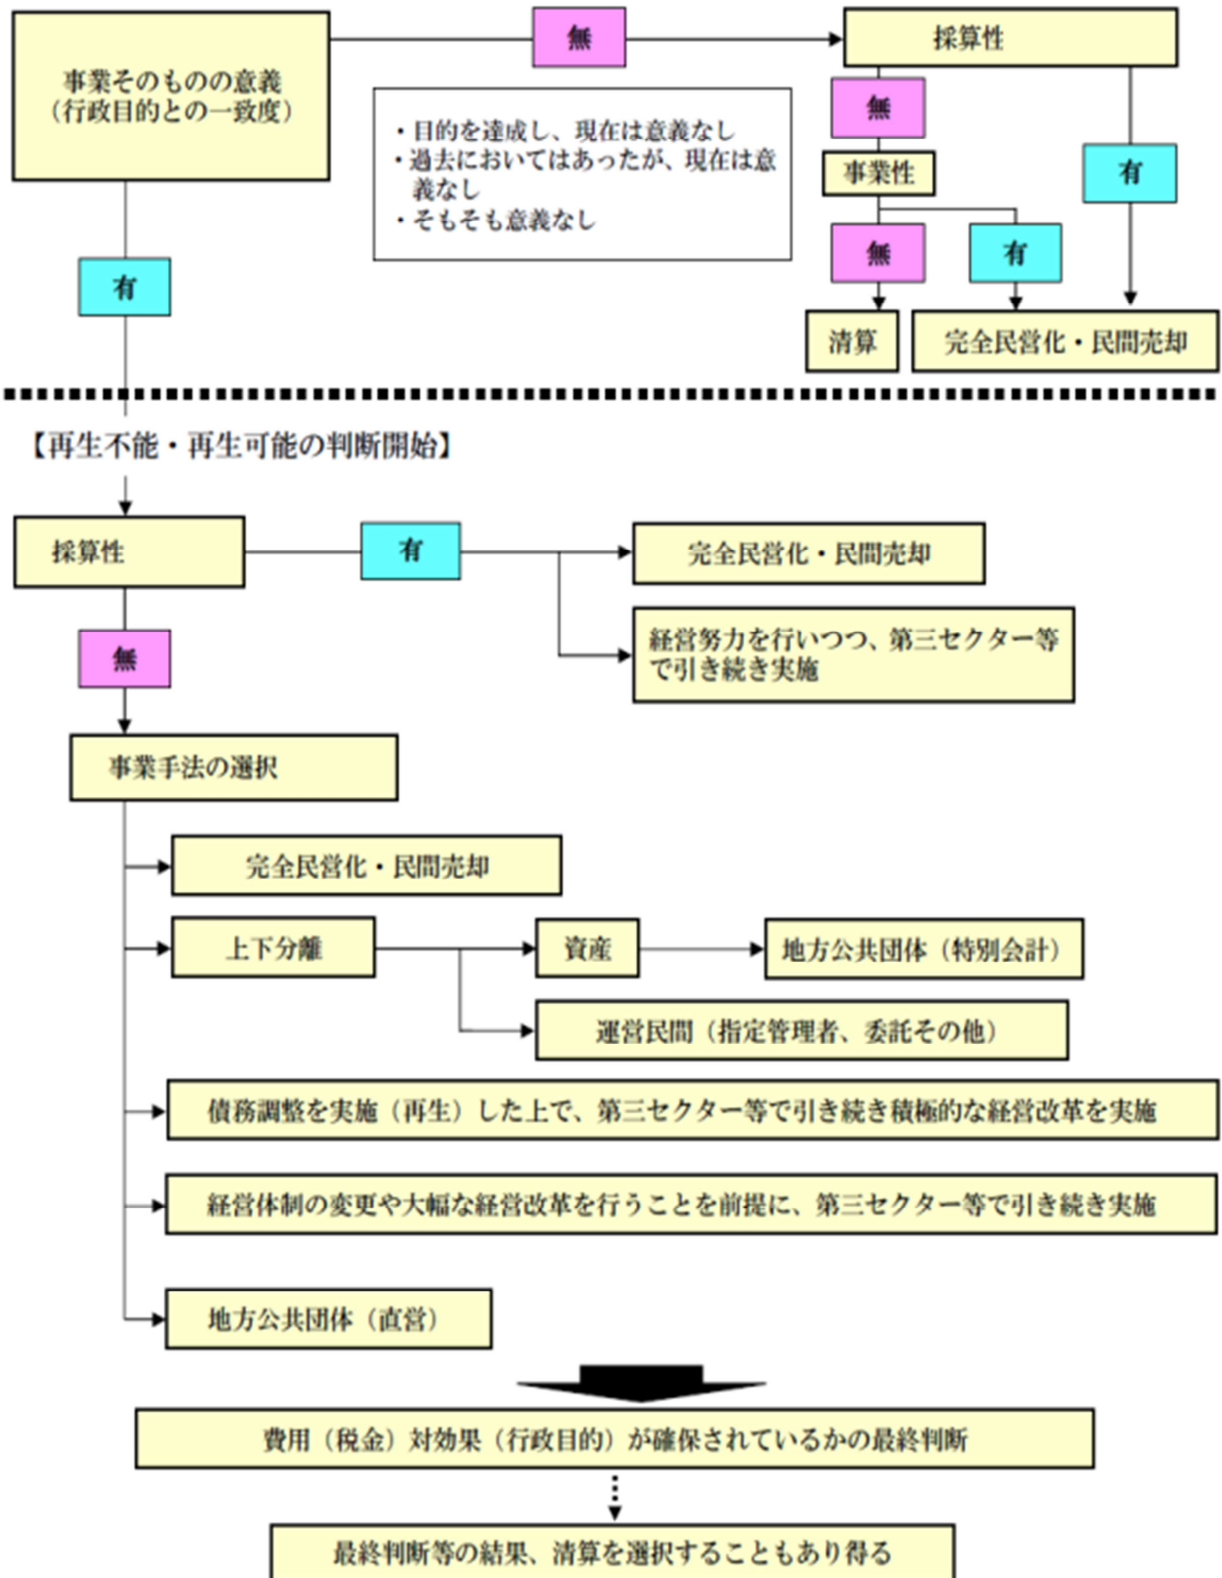 事業そのものの意義
（行政目的との一致度）
無
採算性
・目的を達成し、現在は意義なし
・過去においてはあったが、現在は意
義なし
・そもそも意義なし
無
事業性
有
無
有
有
清算
完全民営化・民間売却
【再生不能・再生可能の判断開始】
採算性
有
完全民営化・民間売却
経営努力を行いつつ、第三セクター等
で引き続き実施
無
事業手法の選択
完全民営化・民間売却
上下分離
資産
地方公共団体（特別会計）
運営民間（指定管理者、委託その他）
債務調整を実施（再生）した上で、第三セクター等で引き続き積極的な経営改革を実施
経営体制の変更や大幅な経営改革を行うことを前提に、第三セクター等で引き続き実施
地方公共団体（直営）
費用（税金）対効果（行政目的）が確保されているかの最終判断
最終判断等の結果、清算を選択することもあり得る